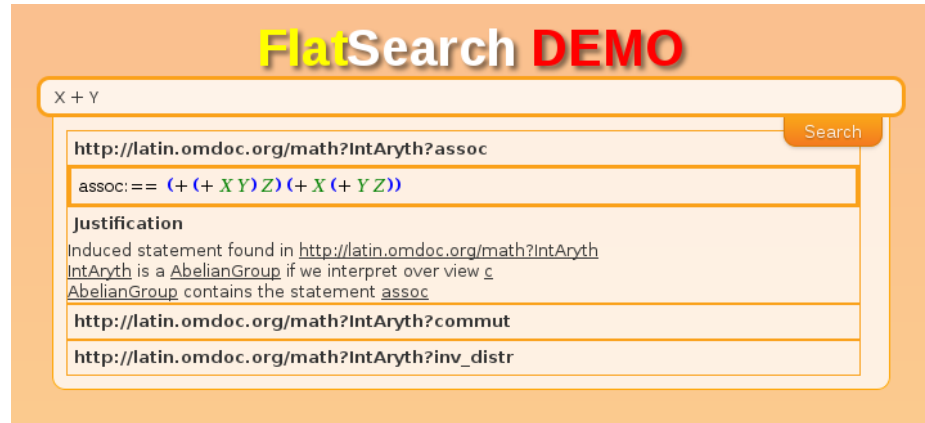 FlatSearch DEMO
X + Y
Search
http://latin.omdoc.org/math?IntAryth?assoc
assoc:== (+ (+ X Y) Z) (+ X (+ Y Z))
Justification
Induced statement found in http://latin.omdoc.org/math?IntAryth
IntAryth is a AbelianGroup if we interpret over view c
AbelianGroup contains the statement assoc
http://latin.omdoc.org/math?IntAryth?commut
http://latin.omdoc.org/math?IntAryth?inv_distr